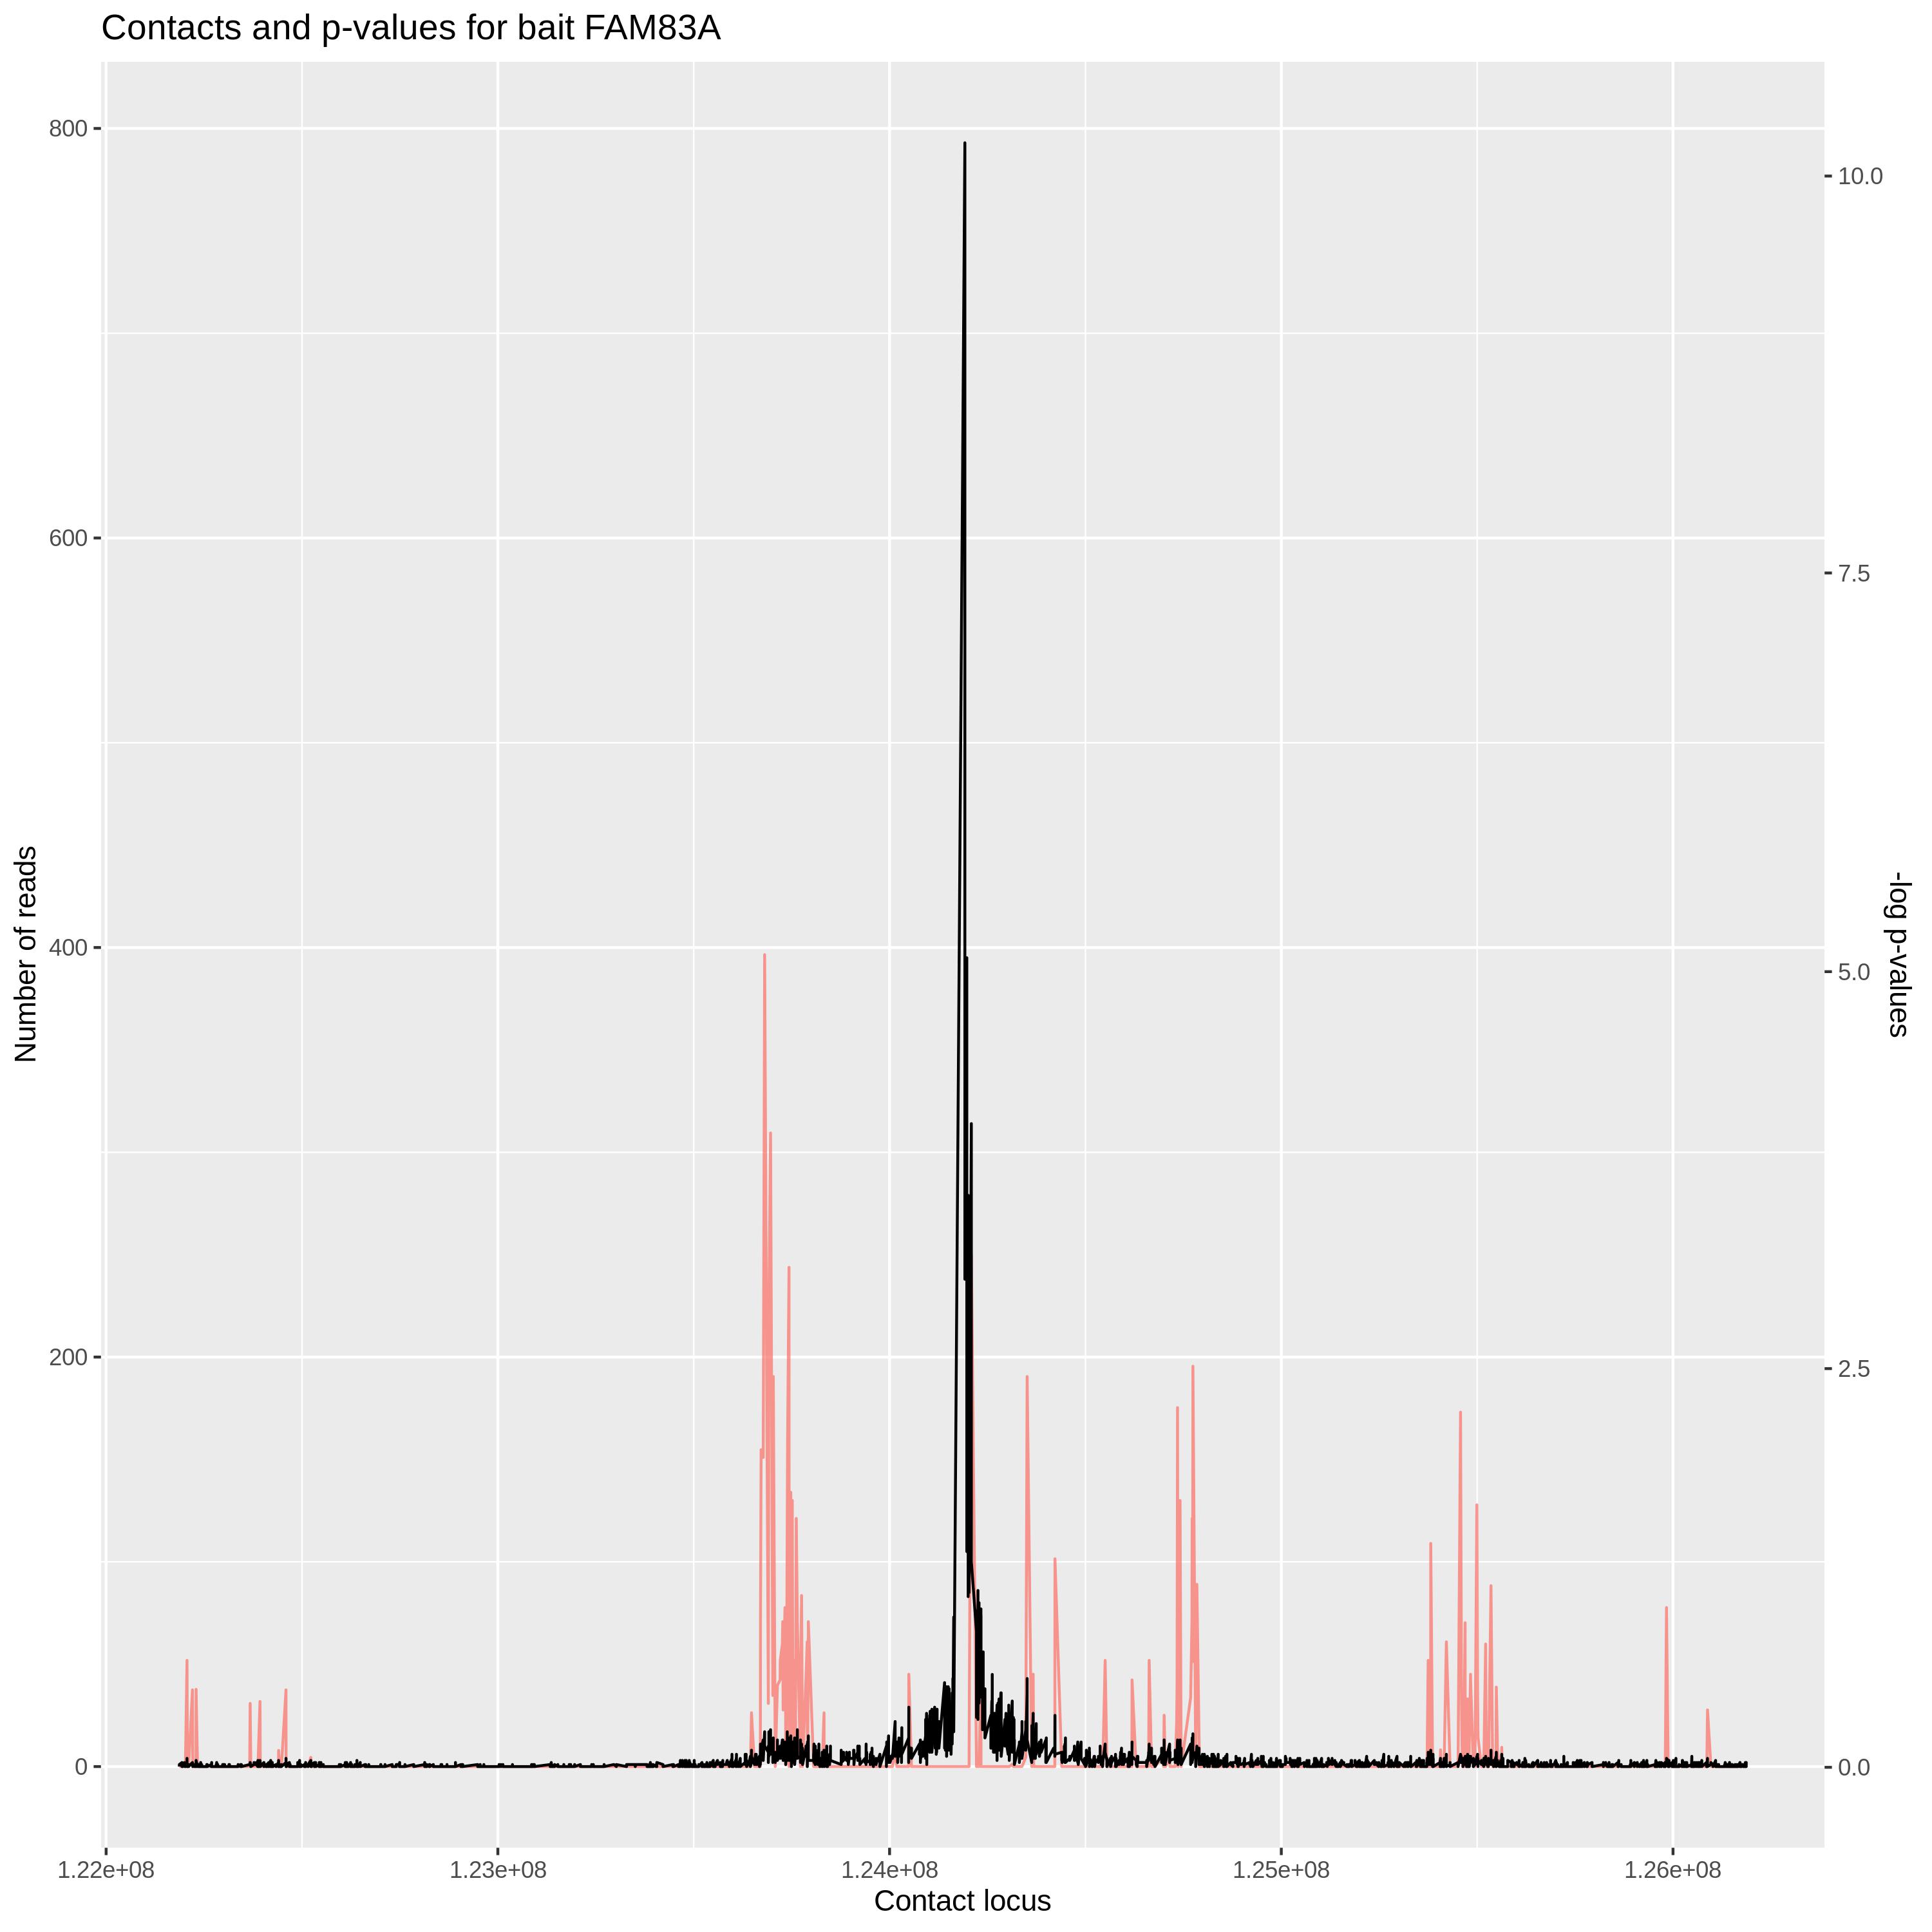 Contacts and p-values for bait FAM83A
800
600
400
200
0
Number of reads
10.0
7.5
5.0
2.5
0.0
-log p-values
1.22e+08
1.23e+08
1.24e+08
1.25e+08
1.26e+08
Contact locus